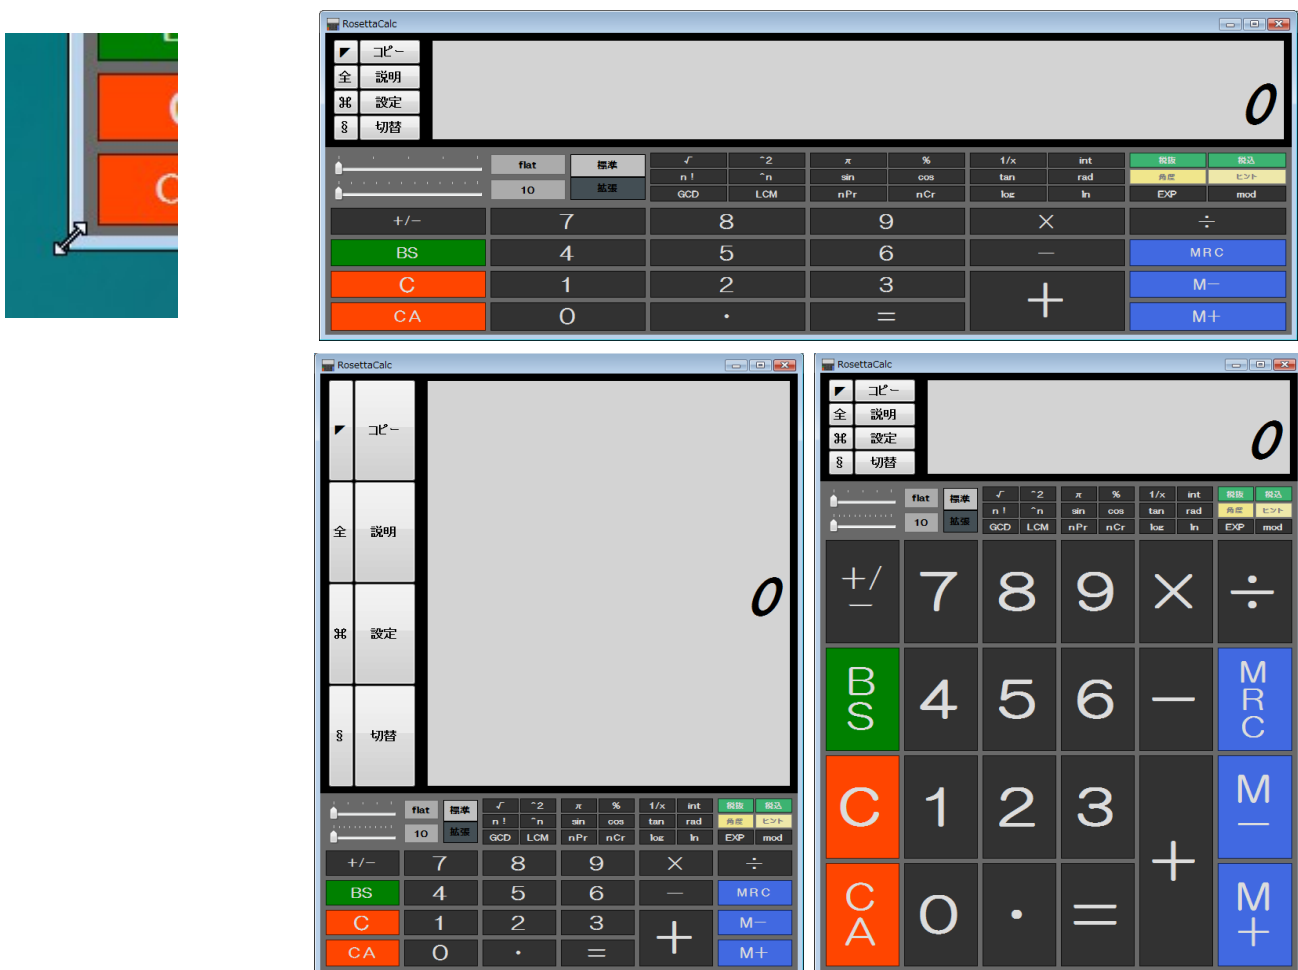 C
RosettaCalc
◤ コピー
全 説明
⌘ 設定
§ 切替
0
flat 標準 √ ^2 π % 1/x int 税抜 税込
n! ^n sin cos tan rad 角度 ヒント
10 拡張 GCD LCM nPr nCr log ln EXP mod
+/- 7 8 9 × ÷
BS 4 5 6 − MRC
C 1 2 3 + M−
CA 0 ・ = M+
RosettaCalc
◤ コピー
全 説明
⌘ 設定
§ 切替
0
flat 標準 √ ^2 π % 1/x int 税抜 税込
n! ^n sin cos tan rad 角度 ヒント
10 拡張 GCD LCM nPr nCr log ln EXP mod
+/- 7 8 9 × ÷
BS 4 5 6 − MRC
C 1 2 3 + M−
CA 0 ・ = M+
RosettaCalc
◤ コピー
全 説明
⌘ 設定
§ 切替
0
flat 標準 √ ^2 π % 1/x int 税抜 税込
n! ^n sin cos tan rad 角度 ヒント
10 拡張 GCD LCM nPr nCr log ln EXP mod
+/- 7 8 9 × ÷
BS 4 5 6 − MRC
C 1 2 3 + M−
CA 0 ・ = M+